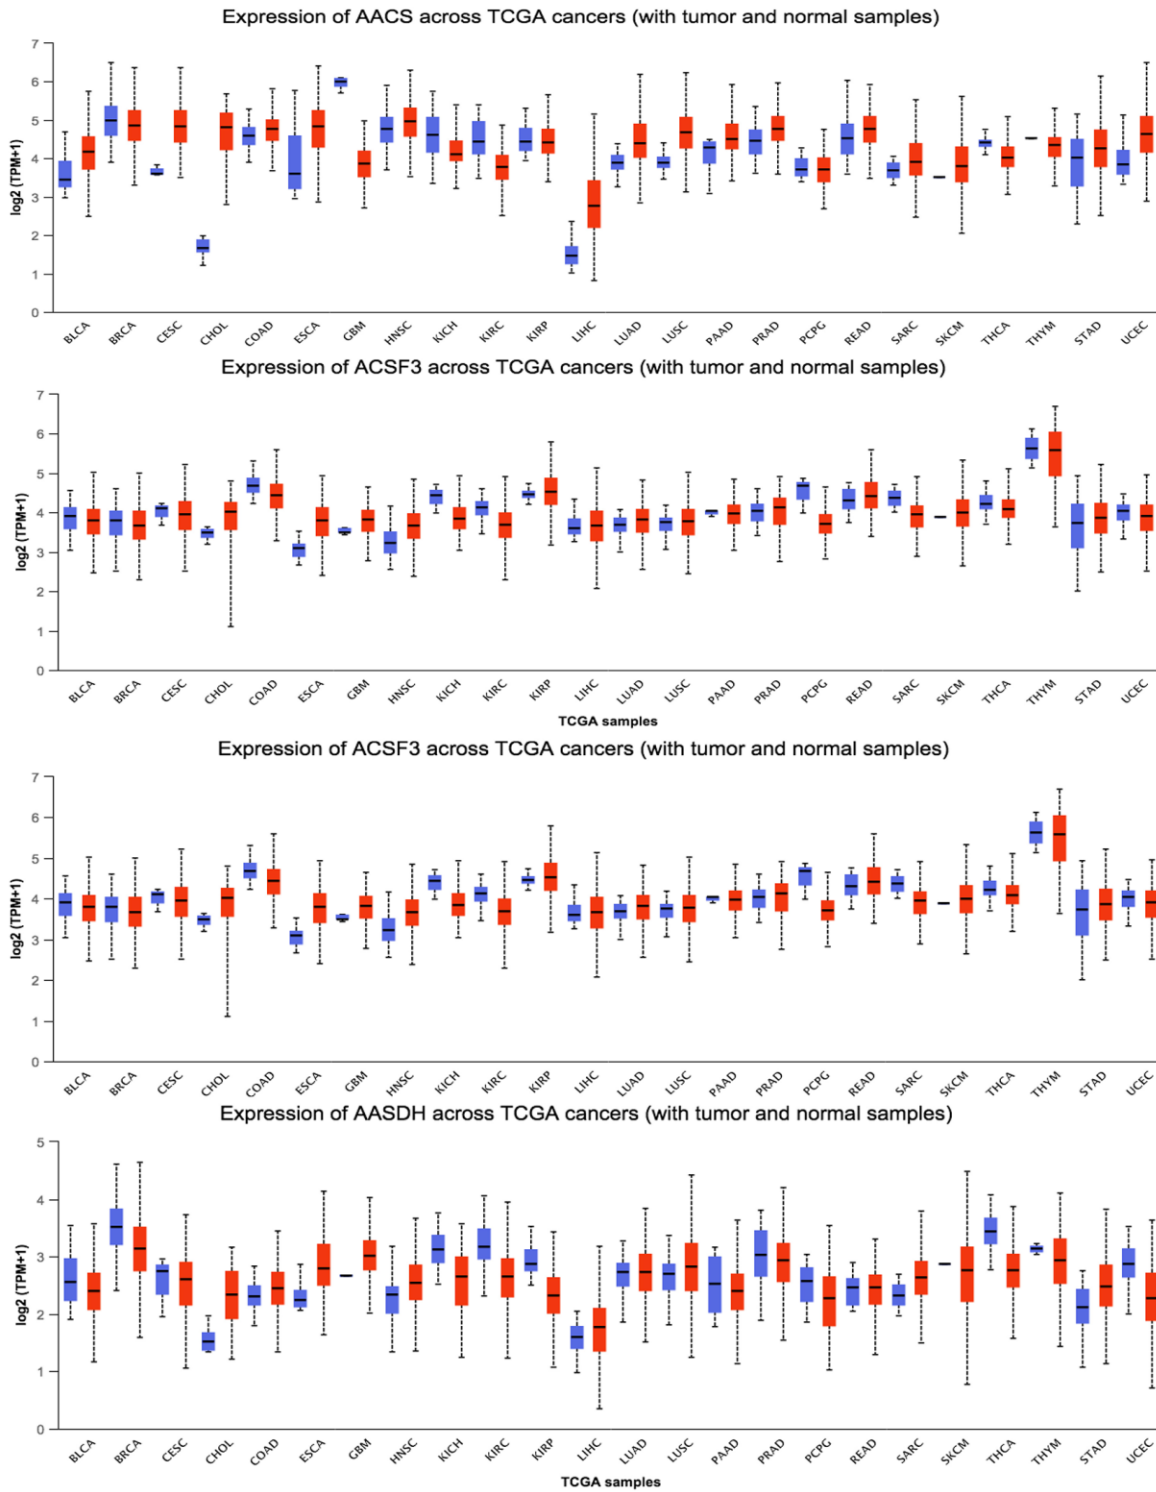 Expression of AACS across TCGA cancers (with tumor and normal samples)
7
6
5
4
3
2
1
0
log2 (TPM+1)
BLCA BRCA CESC CHOL COAD ESCA GBM HNSC KICH KIRC KIRP LIHC LUAD LUSC PAAD PRAD PCPG READ SARC SKCM THCA THYM STAD UCEC
Expression of ACSF3 across TCGA cancers (with tumor and normal samples)
7
6
5
4
3
2
1
0
log2 (TPM+1)
BLCA BRCA CESC CHOL COAD ESCA GBM HNSC KICH KIRC KIRP LIHC LUAD LUSC PAAD PRAD PCPG READ SARC SKCM THCA THYM STAD UCEC
TCGA samples
Expression of ACSF3 across TCGA cancers (with tumor and normal samples)
7
6
5
4
3
2
1
0
log2 (TPM+1)
BLCA BRCA CESC CHOL COAD ESCA GBM HNSC KICH KIRC KIRP LIHC LUAD LUSC PAAD PRAD PCPG READ SARC SKCM THCA THYM STAD UCEC
Expression of AASDH across TCGA cancers (with tumor and normal samples)
5
4
3
2
1
0
log2 (TPM+1)
BLCA BRCA CESC CHOL COAD ESCA GBM HNSC KICH KIRC KIRP LIHC LUAD LUSC PAAD PRAD PCPG READ SARC SKCM THCA THYM STAD UCEC
TCGA samples